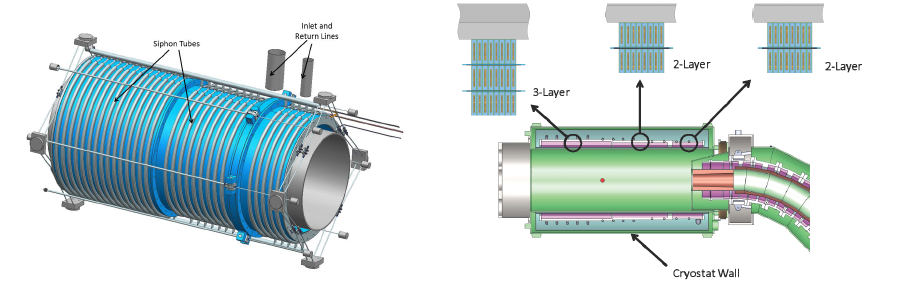 Siphon Tubes
Inlet and
Return Lines
3-Layer
2-Layer
2-Layer
Cryostat Wall